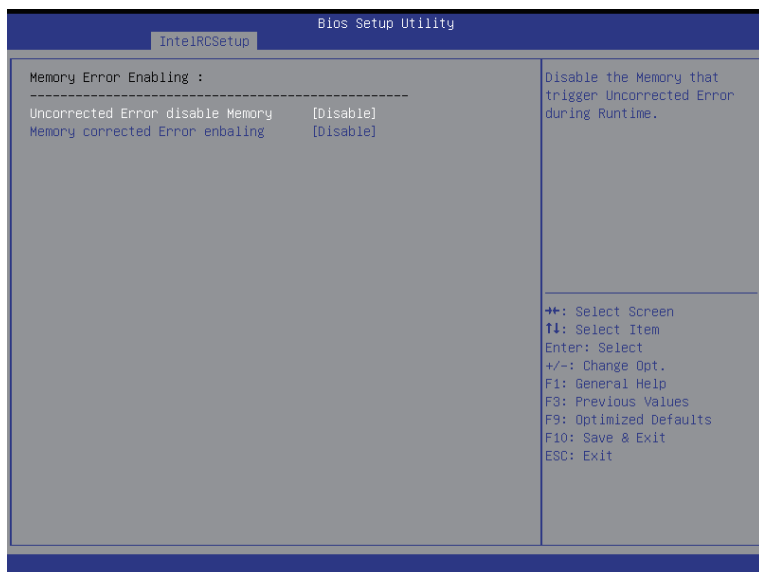 Bios Setup Utility
IntelRCSetup
Memory Error Enabling :
-------------------------------------------------
Uncorrected Error disable Memory [Disable]
Memory corrected Error enbaling [Disable]
Disable the Memory that
trigger Uncorrected Error
during Runtime.
→←: Select Screen
↑↓: Select Item
Enter: Select
+/-: Change Opt.
F1: General Help
F3: Previous Values
F9: Optimized Defaults
F10: Save & Exit
ESC: Exit